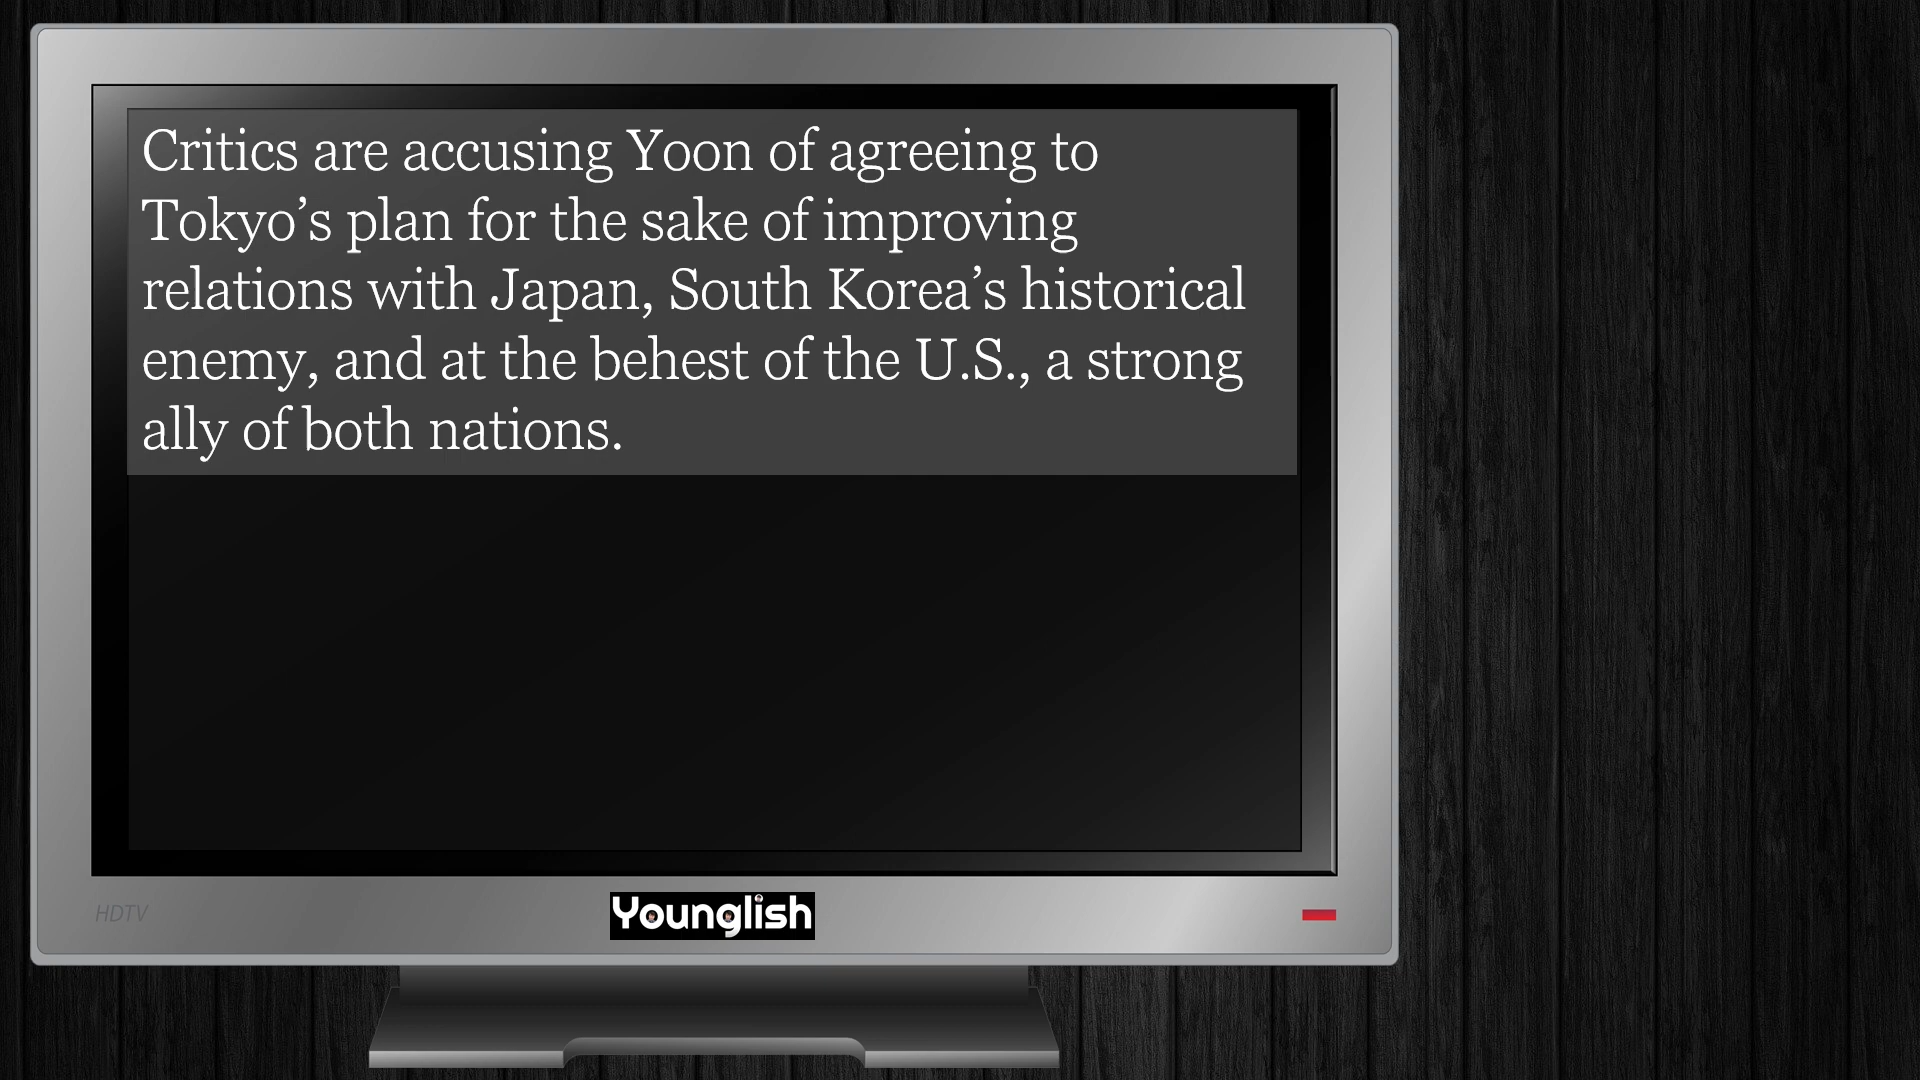 Critics are accusing Yoon of agreeing to
Tokyo’s plan for the sake of improving
relations with Japan, South Korea’s historical
enemy, and at the behest of the U.S., a strong
ally of both nations.
HDTV
Younglish